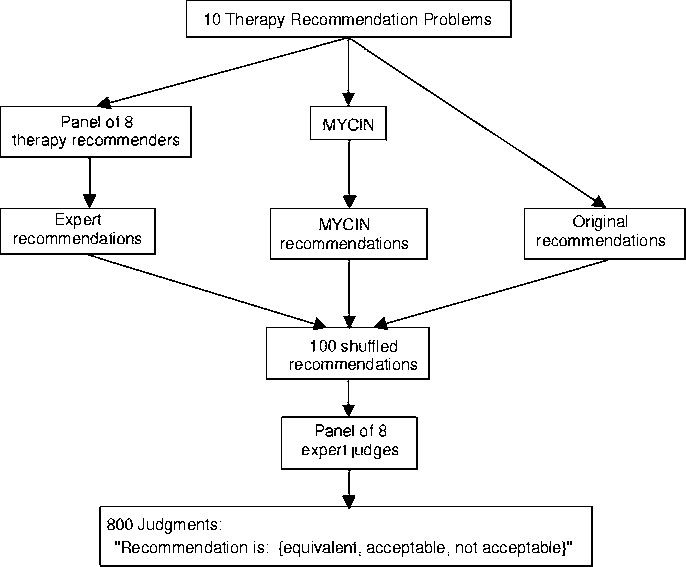 10 Therapy Recommendation Problems
Panel of 8
therapy recommenders
MYCIN
Expert
recommendations
MYCIN
recommendations
Original
recommendations
100 shuffled
recommendations
Panel of 8
expert judges
800 Judgments:
"Recommendation is: {equivalent, acceptable, not acceptable}"